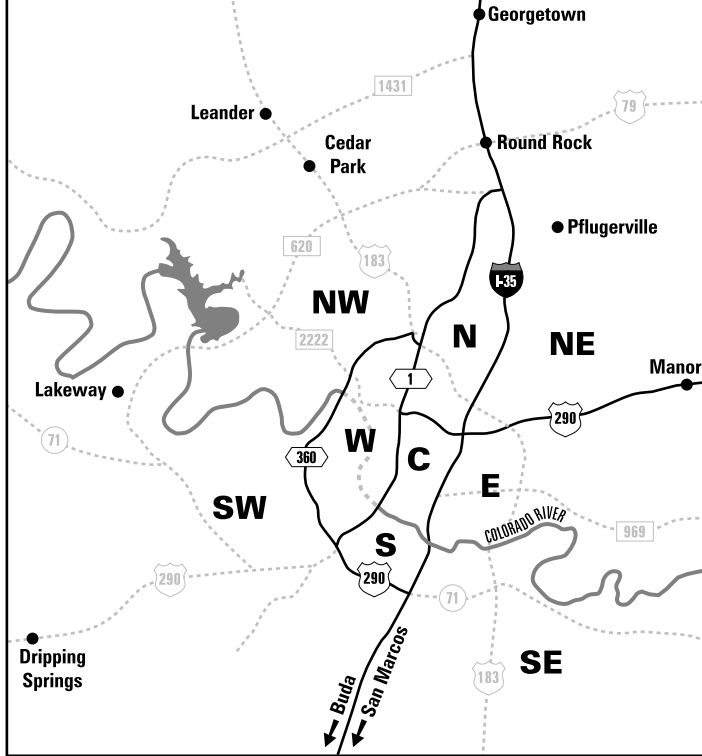 Georgetown
1431
79
Leander
Cedar
Park
Round Rock
Pflugerville
620
183
I-35
NW
2222
N
NE
Manor
1
Lakeway
290
71
W
360
C
E
SW
COLORADO RIVER
969
S
290
290
71
Dripping
Springs
SE
183
Buda
San Marcos